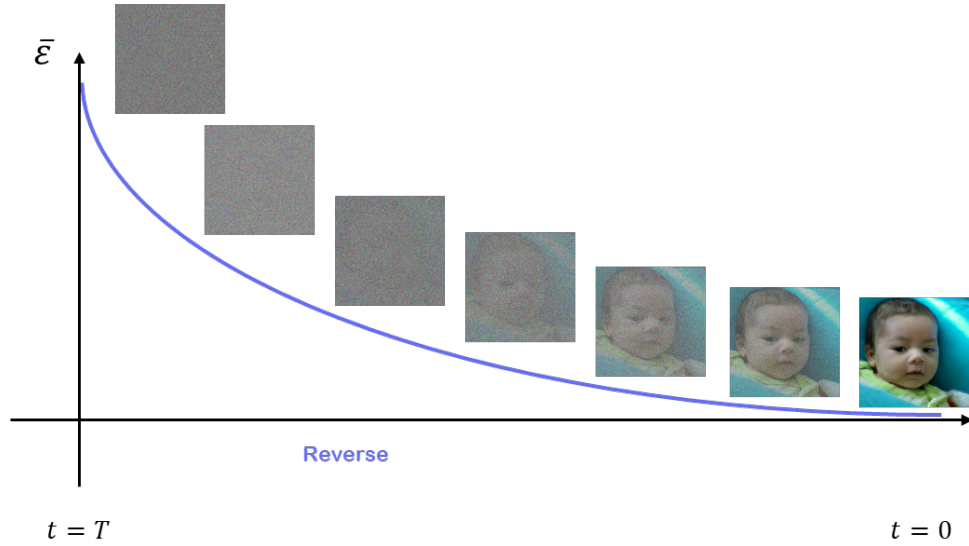 ε̄
Reverse
t = T
t = 0